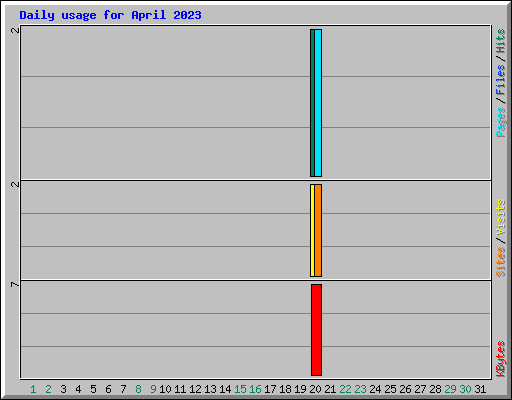 Daily usage for April 2023
2
2
7
Pages/Files/Hits
Sites/Visits
KBytes
1 2 3 4 5 6 7 8 9 10 11 12 13 14 15 16 17 18 19 20 21 22 23 24 25 26 27 28 29 30 31